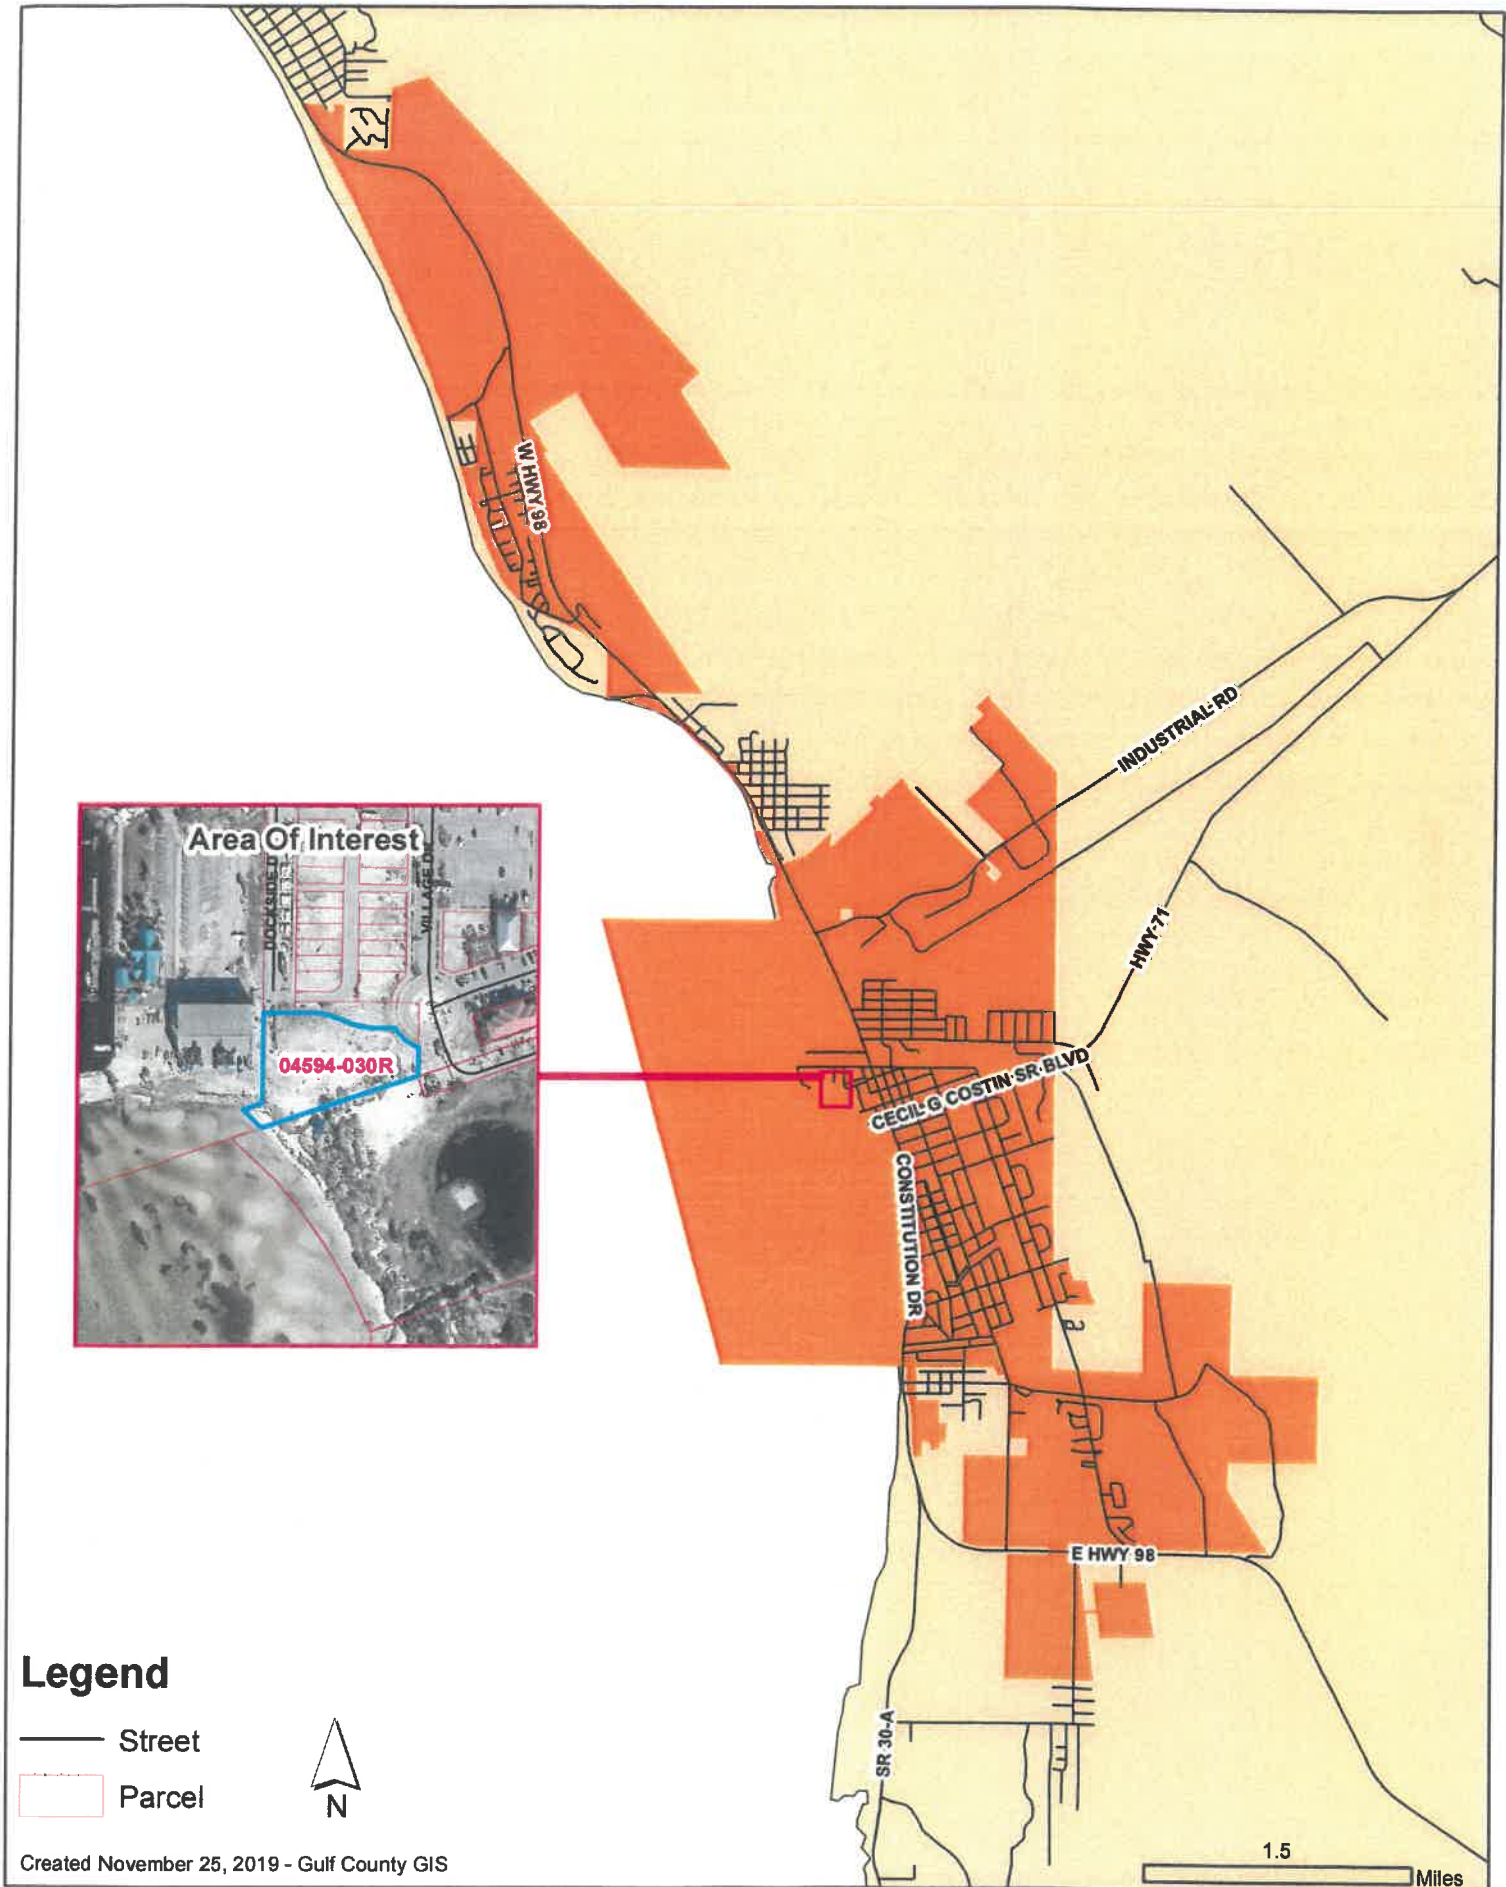 W HWY 98
INDUSTRIAL RD
HWY 71
Area Of Interest
VILLAGE DR
04594-030R
CECIL G COSTIN SR BLVD
CONSTITUTION DR
E HWY 98
SR 30-A
Legend
Street
Parcel
N
Created November 25, 2019 - Gulf County GIS
1.5
Miles